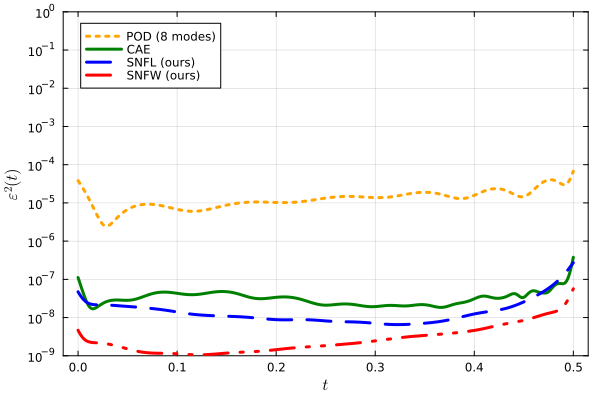 10⁰
10⁻¹
10⁻²
10⁻³
10⁻⁴
10⁻⁵
10⁻⁶
10⁻⁷
10⁻⁸
10⁻⁹
ε²(t)
POD (8 modes)
CAE
SNFL (ours)
SNFW (ours)
0.0 0.1 0.2 0.3 0.4 0.5
t